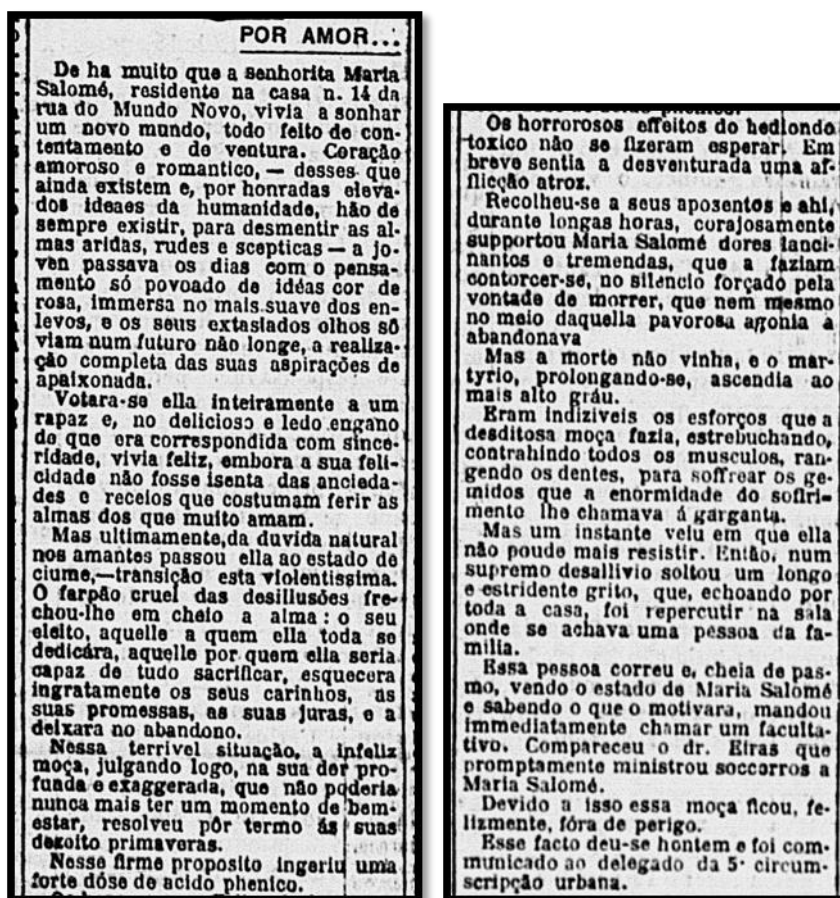 POR AMOR...
De ha muito que a senhorita Maria
Salomé, residente na casa n. 14 da
rua do Mundo Novo, vivia a sonhar
um novo mundo, todo feito de con-
tentamento e de ventura. Coração
amoroso e romantico, — desses que
ainda existem e, por honradas eleva-
dos ideaes da humanidade, hão de
sempre existir, para desmentir as al-
mas aridas, rudes e scepticas — a jo-
ven passava os dias com o pensa-
mento só povoado de idéas cor de
rosa, immersa no mais suave dos en-
levos, e os seus extasiados olhos só
viam num futuro não longe, a realiza-
ção completa das suas aspirações de
apaixonada.
Votara-se ella inteiramente a um
rapaz e, no delicioso e ledo engano
de que era correspondida com since-
ridade, vivia feliz, embora a sua feli-
cidade não fosse isenta das ancieda-
des e receios que costumam ferir as
almas dos que muito amam.
Mas ultimamente, da duvida natural
nos amantes passou ella ao estado de
ciume,—transição esta violentissima.
O farpão cruel das desillusões fre-
chou-lhe em cheio a alma: o seu
eleito, aquelle a quem ella toda se
dedicára, aquelle por quem ella seria
capaz de tudo sacrificar, esquecera
ingratamente os seus carinhos, as
suas promessas, as suas juras, e a
deixara no abandono.
Nessa terrivel situação, a infeliz
moça, julgando logo, na sua dor pro-
funda e exaggerada, que não poderia
nunca mais ter um momento de bem-
estar, resolveu pôr termo ás suas
dezoito primaveras.
Nesse firme proposito ingeriu uma
forte dóse de acido phenico.
Os horrorosos effeitos do hediondo
toxico não se fizeram esperar. Em
breve sentia a desventurada uma af-
flicção atroz.
Recolheu-se a seus aposentos e ahi,
durante longas horas, corajosamente
supportou Maria Salomé dores lanci-
nantes e tremendas, que a faziam
contorcer-se, no silencio forçado pela
vontade de morrer, que nem mesmo
no meio daquella pavorosa agonia a
abandonava
Mas a morte não vinha, e o mar-
tyrio, prolongando-se, ascendia ao
mais alto gráu.
Eram indiziveis os esforços que a
desditosa moça fazia, estrebuchando,
contrahindo todos os musculos, ran-
gendo os dentes, para soffrear os ge-
midos que a enormidade do soffri-
mento lhe chamava á garganta.
Mas um instante veiu em que ella
não poude mais resistir. Então, num
supremo desallivio soltou um longo
e estridente grito, que, echoando por
toda a casa, foi repercutir na sala
onde se achava uma pessoa da fa-
milia.
Essa pessoa correu e, cheia de pas-
mo, vendo o estado de Maria Salomé
e sabendo o que o motivara, mandou
immediatamente chamar um faculta-
tivo. Compareceu o dr. Eiras que
promptamente ministrou soccorros a
Maria Salomé.
Devido a isso essa moça ficou, fe-
lizmente, fóra de perigo.
Esse facto deu-se hontem e foi com-
municado ao delegado da 5ª circum-
scripção urbana.